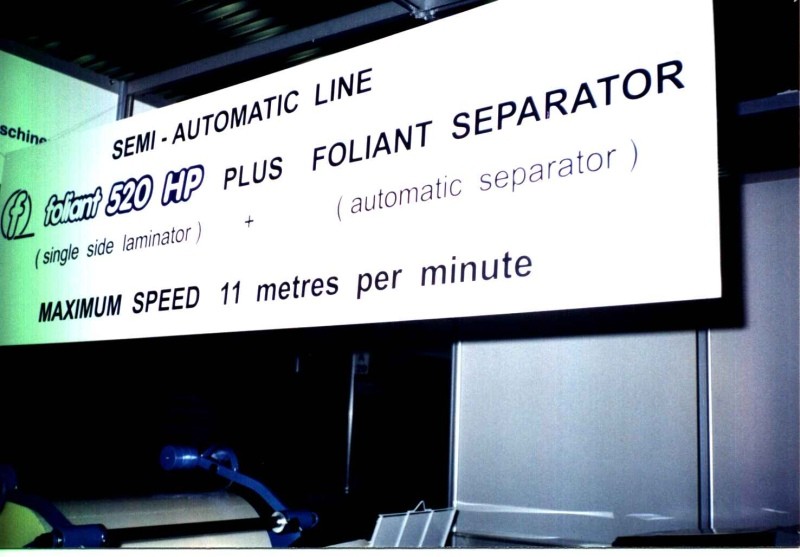 schine
SEMI - AUTOMATIC LINE
f foliant 520 HP PLUS FOLIANT SEPARATOR
( single side laminator ) + ( automatic separator )
MAXIMUM SPEED 11 metres per minute